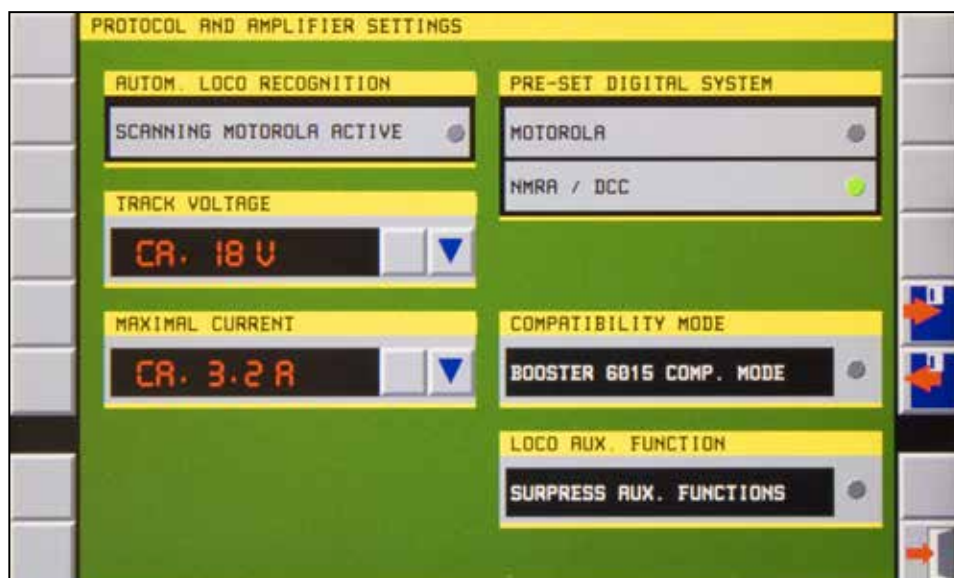 PROTOCOL AND AMPLIFIER SETTINGS
AUTOM. LOCO RECOGNITION
SCANNING MOTOROLA ACTIVE
TRACK VOLTAGE
CA. 18 V
MAXIMAL CURRENT
CA. 3.2 A
PRE-SET DIGITAL SYSTEM
MOTOROLA
NMRA / DCC
COMPATIBILITY MODE
BOOSTER 6015 COMP. MODE
LOCO AUX. FUNCTION
SURPRESS AUX. FUNCTIONS